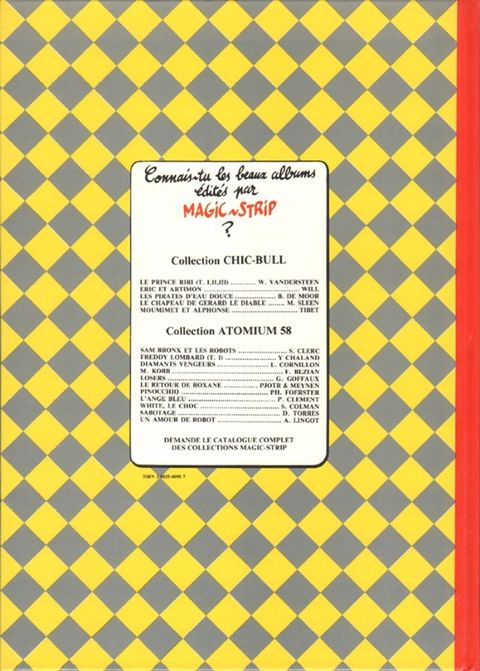 Connais-tu les beaux albums
édités par
MAGIC-STRIP
?
Collection CHIC-BULL
LE PRINCE RIRI (T. I,II,III) ........... W. VANDERSTEEN
ERIC ET ARTIMON ........... WILL
LES PIRATES D'EAU DOUCE ........... B. DE MOOR
LE CHAPEAU DE GERARD LE DIABLE ....... M. SLEEN
MOUMIMET ET ALPHONSE ........... TIBET
Collection ATOMIUM 58
SAM BRONX ET LES ROBOTS ........... S. CLERC
FREDDY LOMBARD (T. I) ........... Y CHALAND
DIAMANTS VENGEURS ........... L. CORNILLON
M. KORB ........... F. BEZIAN
LOSERS ........... G. GOFFAUX
LE RETOUR DE ROXANE ........... PJOTR & MEYNEN
PINOCCHIO ........... PH. FOERSTER
L'ANGE BLEU ........... P. CLEMENT
WHITE, LE CHOC ........... S. COLMAN
SABOTAGE ........... D. TORRES
UN AMOUR DE ROBOT ........... A. LINGOT
DEMANDE LE CATALOGUE COMPLET
DES COLLECTIONS MAGIC-STRIP
ISBN